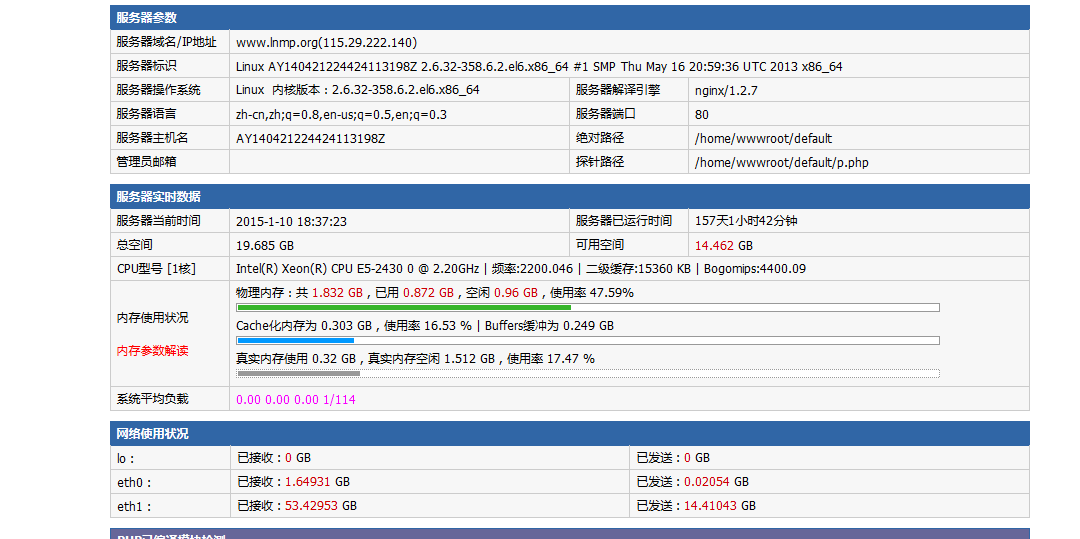 服务器参数
服务器域名/IP地址 www.lnmp.org(115.29.222.140)
服务器标识 Linux AY140421224424113198Z 2.6.32-358.6.2.el6.x86_64 #1 SMP Thu May 16 20:59:36 UTC 2013 x86_64
服务器操作系统 Linux 内核版本：2.6.32-358.6.2.el6.x86_64 服务器解译引擎 nginx/1.2.7
服务器语言 zh-cn,zh;q=0.8,en-us;q=0.5,en;q=0.3 服务器端口 80
服务器主机名 AY140421224424113198Z 绝对路径 /home/wwwroot/default
管理员邮箱 探针路径 /home/wwwroot/default/p.php
服务器实时数据
服务器当前时间 2015-1-10 18:37:23 服务器已运行时间 157天1小时42分钟
总空间 19.685 GB 可用空间 14.462 GB
CPU型号 [1核] Intel(R) Xeon(R) CPU E5-2430 0 @ 2.20GHz | 频率:2200.046 | 二级缓存:15360 KB | Bogomips:4400.09
内存使用状况
内存参数解读
物理内存：共 1.832 GB , 已用 0.872 GB , 空闲 0.96 GB , 使用率 47.59%
Cache化内存为 0.303 GB , 使用率 16.53 % | Buffers缓冲为 0.249 GB
真实内存使用 0.32 GB , 真实内存空闲 1.512 GB , 使用率 17.47 %
系统平均负载 0.00 0.00 0.00 1/114
网络使用状况
lo : 已接收 : 0 GB 已发送 : 0 GB
eth0 : 已接收 : 1.64931 GB 已发送 : 0.02054 GB
eth1 : 已接收 : 53.42953 GB 已发送 : 14.41043 GB
PHP已编译模块检测